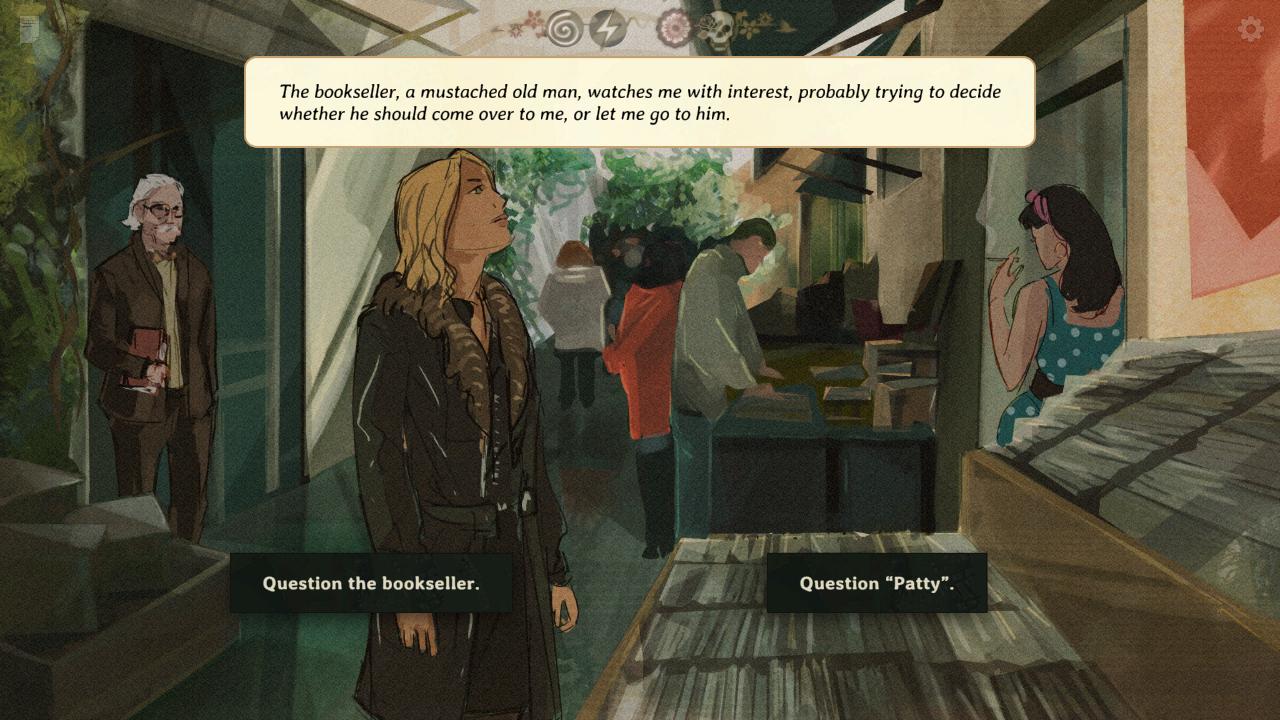 The bookseller, a mustached old man, watches me with interest, probably trying to decide
whether he should come over to me, or let me go to him.
Question the bookseller.
Question “Patty”.